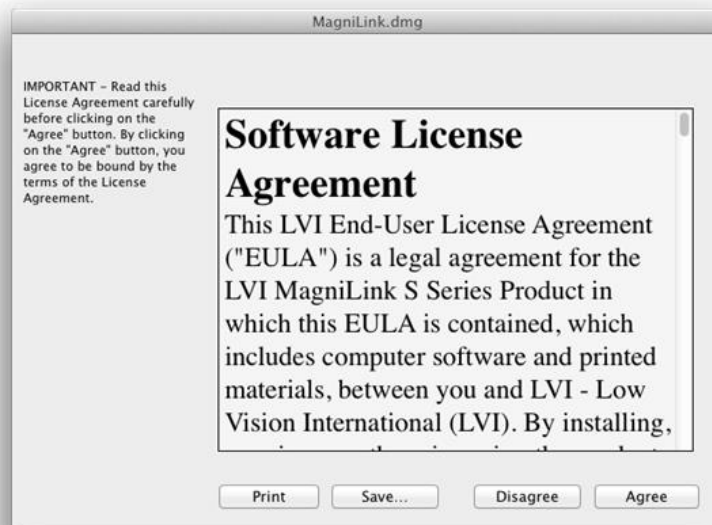 MagniLink.dmg
IMPORTANT – Read this
License Agreement carefully
before clicking on the
"Agree" button. By clicking
on the "Agree" button, you
agree to be bound by the
terms of the License
Agreement.
Software License
Agreement
This LVI End-User License Agreement
("EULA") is a legal agreement for the
LVI MagniLink S Series Product in
which this EULA is contained, which
includes computer software and printed
materials, between you and LVI - Low
Vision International (LVI). By installing,
Print
Save...
Disagree
Agree